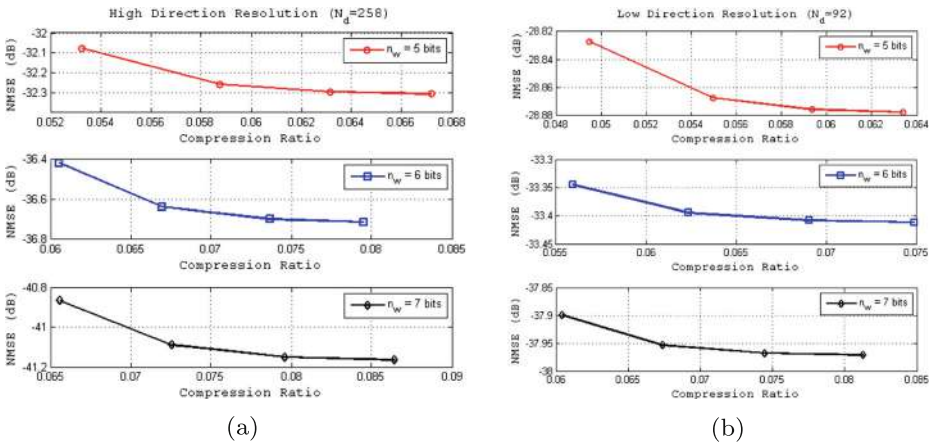 High Direction Resolution (N_d=258)
NMSE (dB)
-32
-32.1
-32.2
-32.3
n_w = 5 bits
0.052 0.054 0.056 0.058 0.06 0.062 0.064 0.066 0.068
Compression Ratio
NMSE (dB)
-36.4
-36.6
-36.8
n_w = 6 bits
0.06 0.065 0.07 0.075 0.08 0.085
Compression Ratio
NMSE (dB)
-40.8
-41
-41.2
n_w = 7 bits
0.065 0.07 0.075 0.08 0.085 0.09
Compression Ratio
(a)
Low Direction Resolution (N_d=92)
NMSE (dB)
-28.82
-28.84
-28.86
-28.88
n_w = 5 bits
0.048 0.05 0.052 0.054 0.056 0.058 0.06 0.062 0.064
Compression Ratio
NMSE (dB)
-33.3
-33.35
-33.4
-33.45
n_w = 6 bits
0.055 0.06 0.065 0.07 0.075
Compression Ratio
NMSE (dB)
-37.85
-37.9
-37.95
-38
n_w = 7 bits
0.06 0.065 0.07 0.075 0.08 0.085
Compression Ratio
(b)